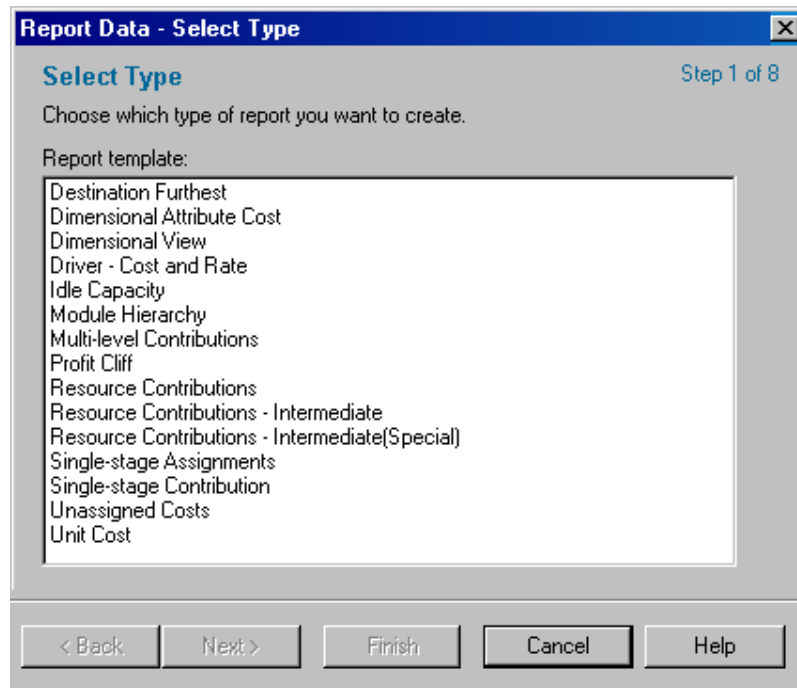 Report Data - Select Type
Select Type
Step 1 of 8
Choose which type of report you want to create.
Report template:
Destination Furthest
Dimensional Attribute Cost
Dimensional View
Driver - Cost and Rate
Idle Capacity
Module Hierarchy
Multi-level Contributions
Profit Cliff
Resource Contributions
Resource Contributions - Intermediate
Resource Contributions - Intermediate(Special)
Single-stage Assignments
Single-stage Contribution
Unassigned Costs
Unit Cost
< Back Next > Finish Cancel Help